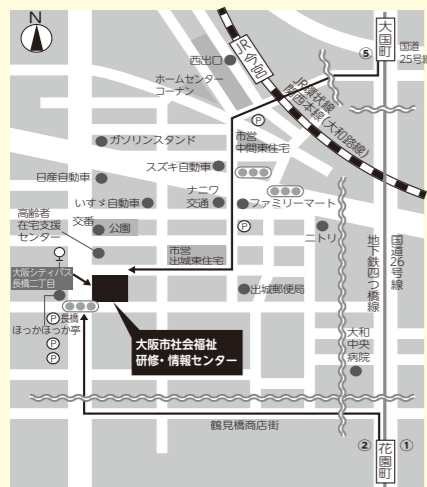 N
大国町
⑤
国道
25号線
JR今宮
西出口
ホームセンター
コーナン
JR環状線
関西本線(大和路線)
P
ガソリンスタンド
市営
中間東住宅
スズキ自動車
日産自動車
いすゞ自動車
ナニワ
交通
ファミリーマート
高齢者
在宅支援
センター
交番
公園
P
ニトリ
市営
出城東住宅
国道26号線
地下鉄四つ橋線
大阪シティバス
長橋二丁目
出城郵便局
長橋
ほっかほっか亭
P
P
P
大阪市社会福祉
研修・情報センター
大和
中央
病院
鶴見橋商店街
②
花園町
①